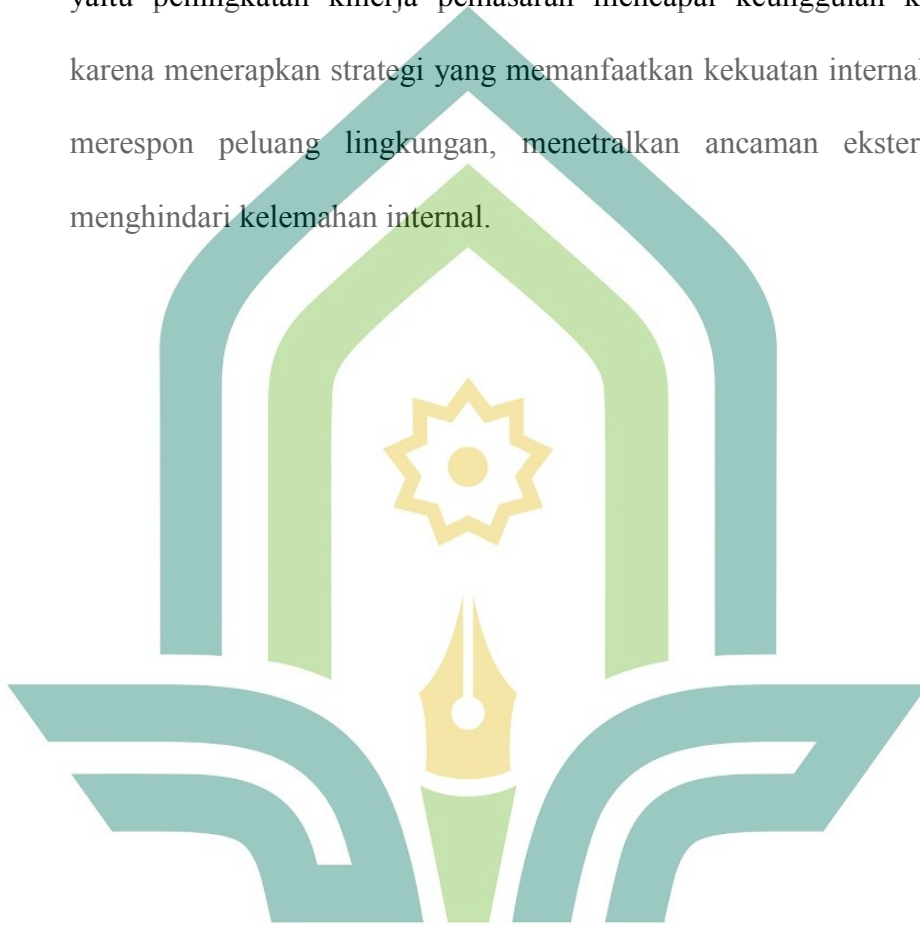 yaitu peningkatan kinerja pemasaran mencapai keunggulan
karena menerapkan strategi yang memanfaatkan kekuatan internal
merespon peluang lingkungan, menetralkan ancaman
menghindari kelemahan internal.